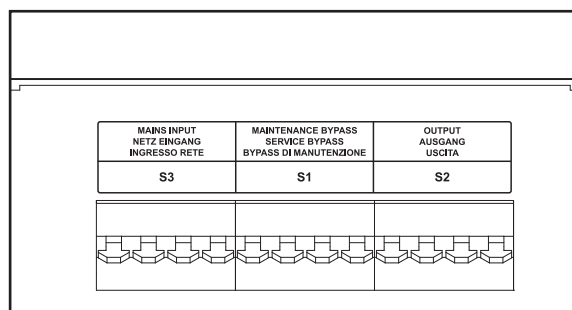 MAINS INPUT
NETZ EINGANG
INGRESSO RETE
S3
MAINTENANCE BYPASS
SERVICE BYPASS
BYPASS DI MANUTENZIONE
S1
OUTPUT
AUSGANG
USCITA
S2